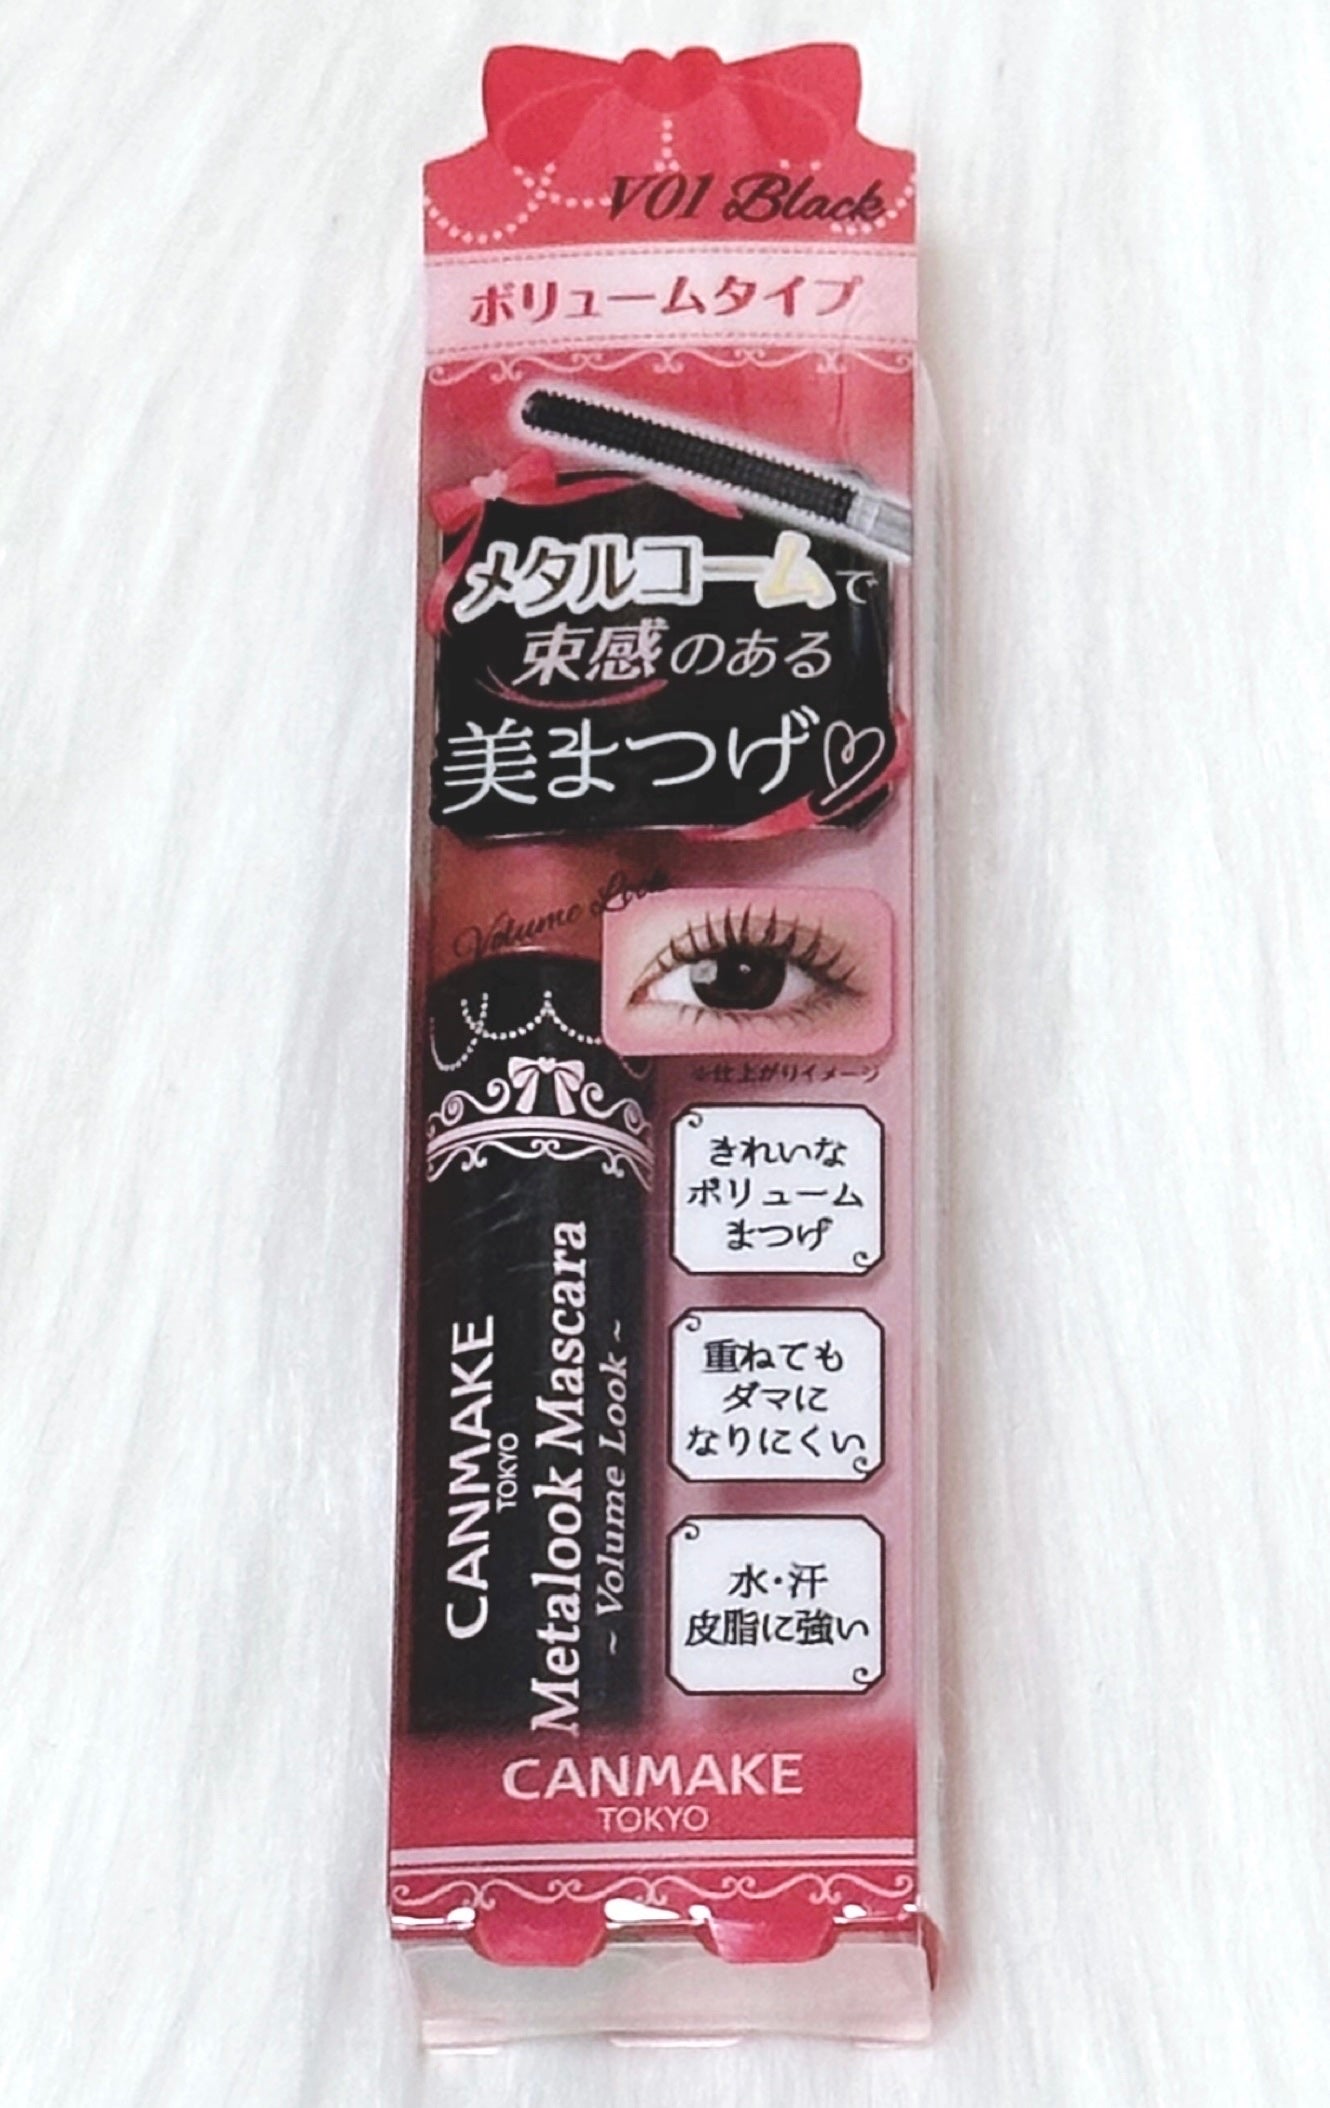 V01 Black
ボリュームタイプ
メタルコームで
束感のある
美まつげ♡
Volume Look
※仕上がりイメージ
きれいな
ボリューム
まつげ
重ねても
ダマに
なりにくい
水・汗
皮脂に強い
CANMAKE
TOKYO
Metalook Mascara
~ Volume Look ~
CANMAKE
TOKYO